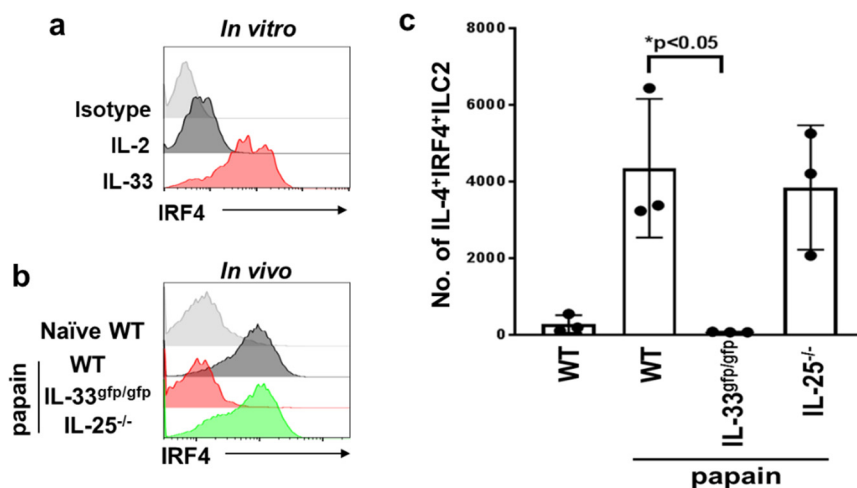 a
In vitro
Isotype
IL-2
IL-33
IRF4
b
In vivo
Naïve WT
papain
WT
IL-33gfp/gfp
IL-25-/-
IRF4
c
No. of IL-4+IRF4+ILC2
8000
6000
4000
2000
0
*p<0.05
WT
WT
IL-33gfp/gfp
IL-25-/-
papain